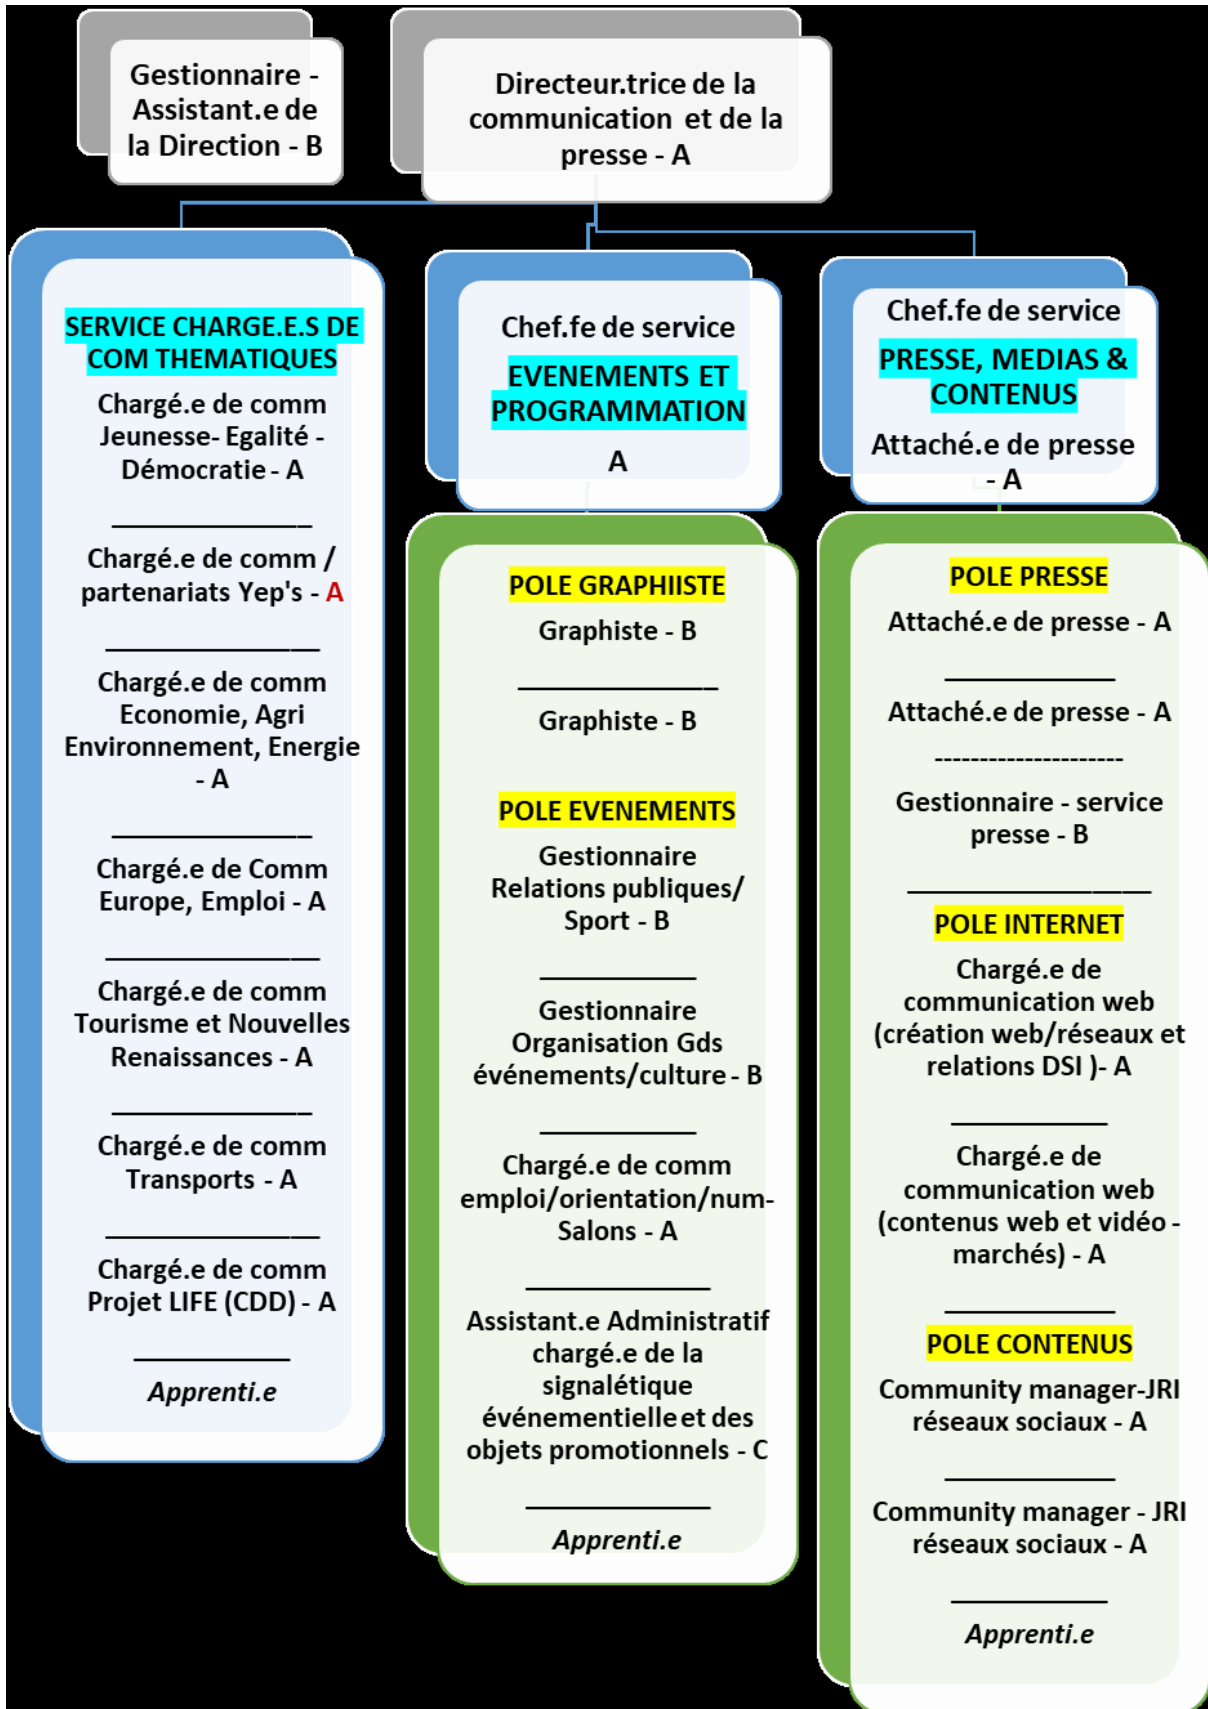 Gestionnaire -
Assistant.e de
la Direction - B
Directeur.trice de la
communication et de la
presse - A
SERVICE CHARGE.E.S DE
COM THEMATIQUES
Chargé.e de comm
Jeunesse- Egalité -
Démocratie - A
Chargé.e de comm /
partenariats Yep's - A
Chargé.e de comm
Economie, Agri
Environnement, Energie
- A
Chargé.e de Comm
Europe, Emploi - A
Chargé.e de comm
Tourisme et Nouvelles
Renaissances - A
Chargé.e de comm
Transports - A
Chargé.e de comm
Projet LIFE (CDD) - A
Apprenti.e
Chef.fe de service
EVENEMENTS ET
PROGRAMMATION
A
POLE GRAPHIISTE
Graphiste - B
Graphiste - B
POLE EVENEMENTS
Gestionnaire
Relations publiques/
Sport - B
Gestionnaire
Organisation Gds
événements/culture - B
Chargé.e de comm
emploi/orientation/num-
Salons - A
Assistant.e Administratif
chargé.e de la
signalétique
événementielle et des
objets promotionnels - C
Apprenti.e
Chef.fe de service
PRESSE, MEDIAS &
CONTENUS
Attaché.e de presse
- A
POLE PRESSE
Attaché.e de presse - A
Attaché.e de presse - A
---------------------
Gestionnaire - service
presse - B
POLE INTERNET
Chargé.e de
communication web
(création web/réseaux et
relations DSI )- A
Chargé.e de
communication web
(contenus web et vidéo -
marchés) - A
POLE CONTENUS
Community manager-JRI
réseaux sociaux - A
Community manager - JRI
réseaux sociaux - A
Apprenti.e